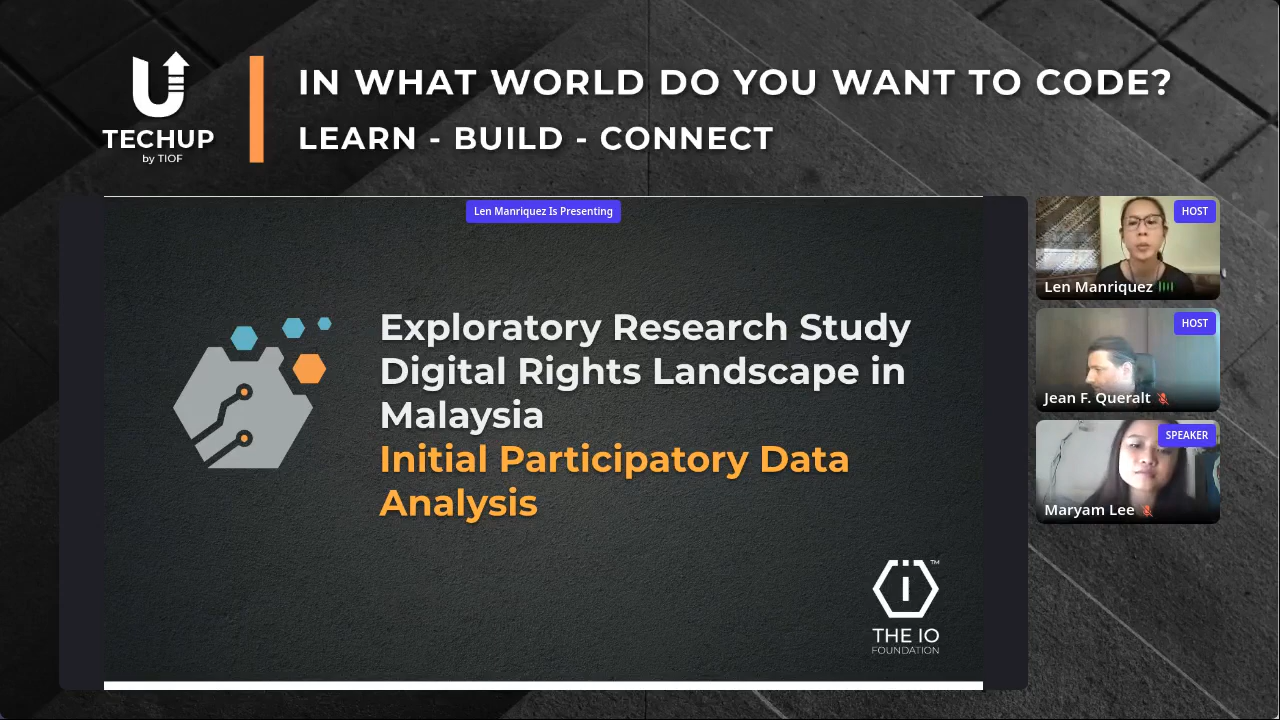 IN WHAT WORLD DO YOU WANT TO CODE?
LEARN - BUILD - CONNECT
TECHUP
by TIOF
Len Manriquez Is Presenting
Exploratory Research Study
Digital Rights Landscape in
Malaysia
Initial Participatory Data
Analysis
THE IO
FOUNDATION
TM
HOST
Len Manriquez
HOST
Jean F. Queralt
SPEAKER
Maryam Lee